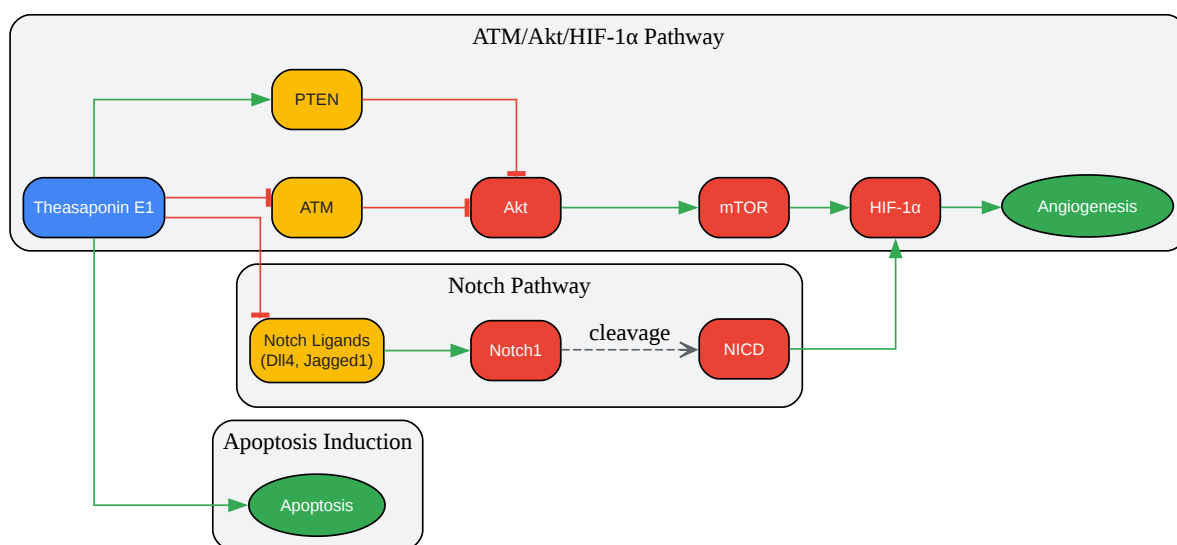 ATM/Akt/HIF-1α Pathway
PTEN
Theasaponin E1
ATM
Akt
mTOR
HIF-1α
Angiogenesis
Notch Pathway
Notch Ligands
(Dll4, Jagged1)
Notch1
cleavage
NICD
Apoptosis Induction
Apoptosis